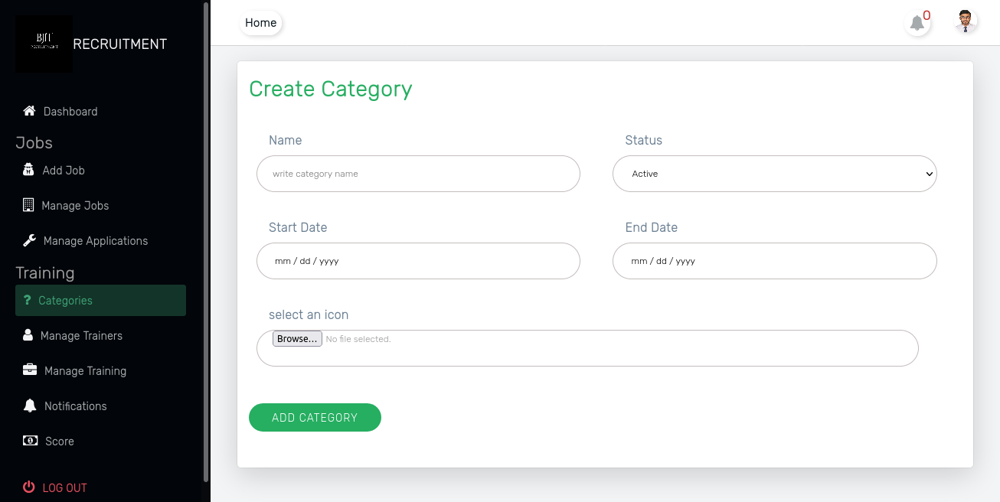 BJIT
RECRUITMENT
RECRUITMENT
Home
0
Dashboard
Jobs
Add Job
Manage Jobs
Manage Applications
Training
? Categories
Manage Trainers
Manage Training
Notifications
Score
LOG OUT
Create Category
Name
Status
write category name
Active
Start Date
End Date
mm / dd / yyyy
mm / dd / yyyy
select an icon
Browse... No file selected.
ADD CATEGORY